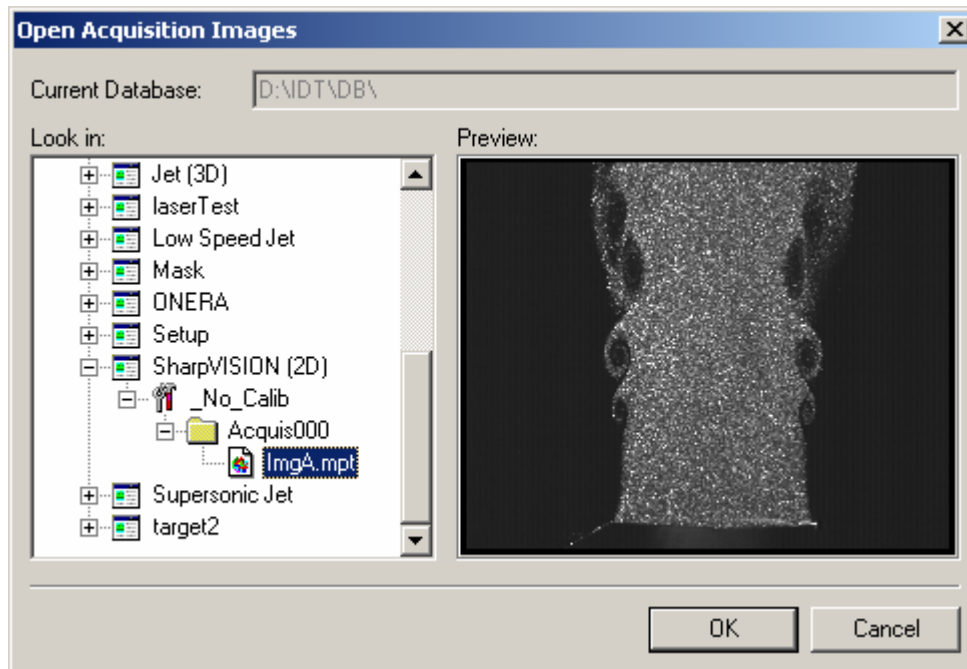 Open Acquisition Images
Current Database: D:\IDT\DB\
Look in: Preview:
Jet (3D)
laserTest
Low Speed Jet
Mask
ONERA
Setup
SharpVISION (2D)
_No_Calib
Acquis000
ImgA.mpt
Supersonic Jet
target2
OK Cancel